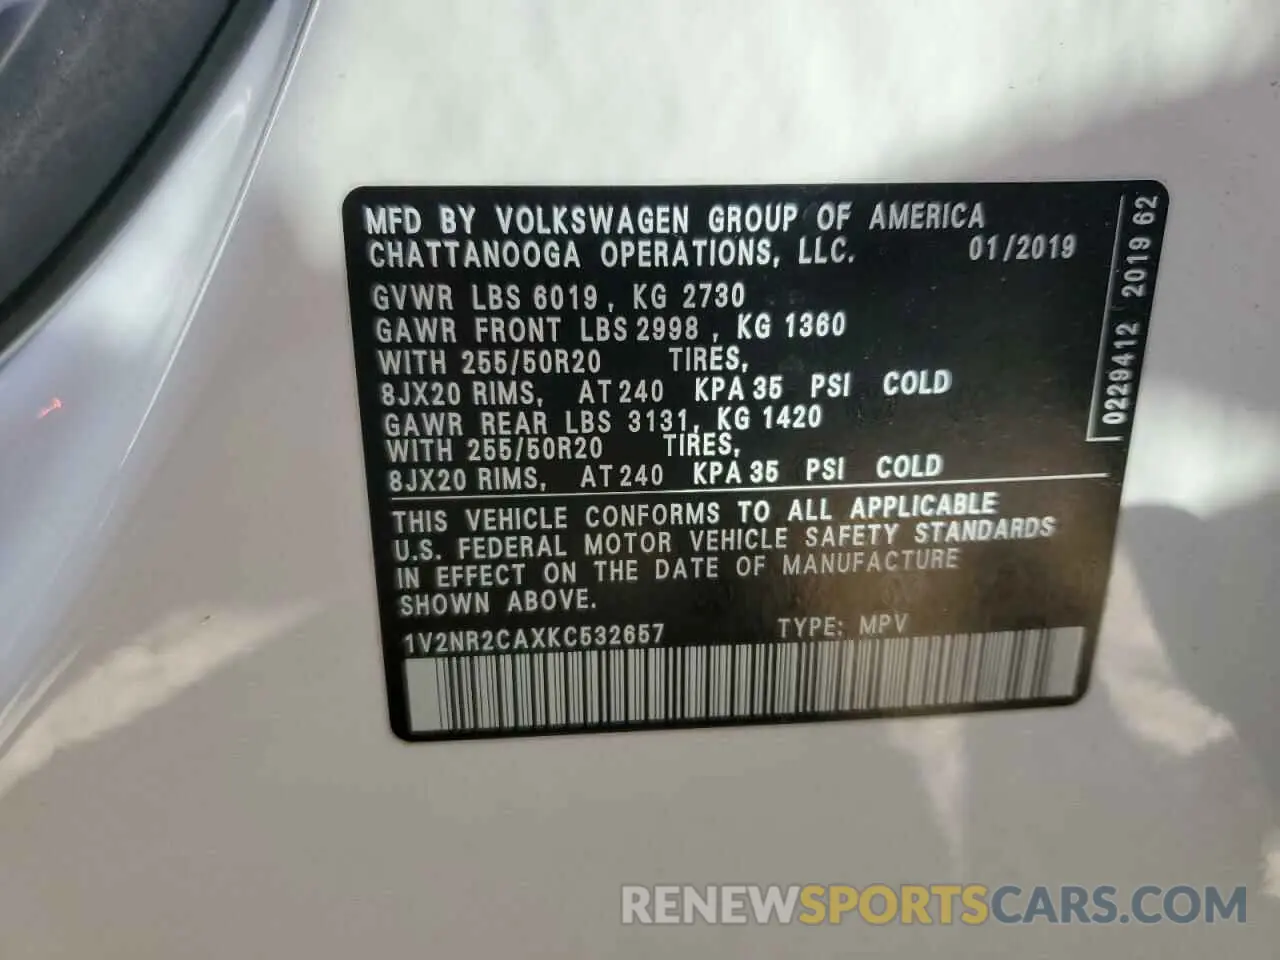 MFD BY VOLKSWAGEN GROUP OF AMERICA
CHATTANOOGA OPERATIONS, LLC. 01/2019
GVWR LBS 6019, KG 2730
GAWR FRONT LBS 2998, KG 1360
WITH 255/50R20 TIRES,
8JX20 RIMS, AT 240 KPA 35 PSI COLD
GAWR REAR LBS 3131, KG 1420
WITH 255/50R20 TIRES,
8JX20 RIMS, AT 240 KPA 35 PSI COLD
THIS VEHICLE CONFORMS TO ALL APPLICABLE
U.S. FEDERAL MOTOR VEHICLE SAFETY STANDARDS
IN EFFECT ON THE DATE OF MANUFACTURE
SHOWN ABOVE.
1V2NR2CAXKC532657 TYPE: MPV
0229412 2019 62
RENEWSPORTSCARS.COM